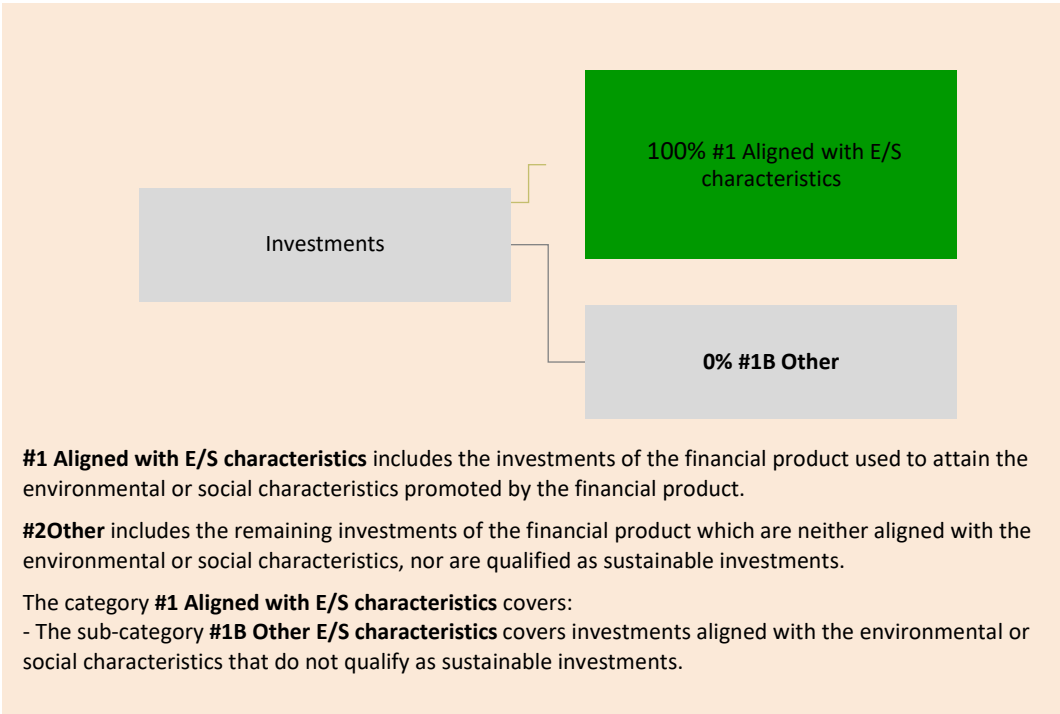 100% #1 Aligned with E/S
characteristics
Investments
0% #1B Other
#1 Aligned with E/S characteristics includes the investments of the financial product used to attain the
environmental or social characteristics promoted by the financial product.
#2Other includes the remaining investments of the financial product which are neither aligned with the
environmental or social characteristics, nor are qualified as sustainable investments.
The category #1 Aligned with E/S characteristics covers:
- The sub-category #1B Other E/S characteristics covers investments aligned with the environmental or
social characteristics that do not qualify as sustainable investments.